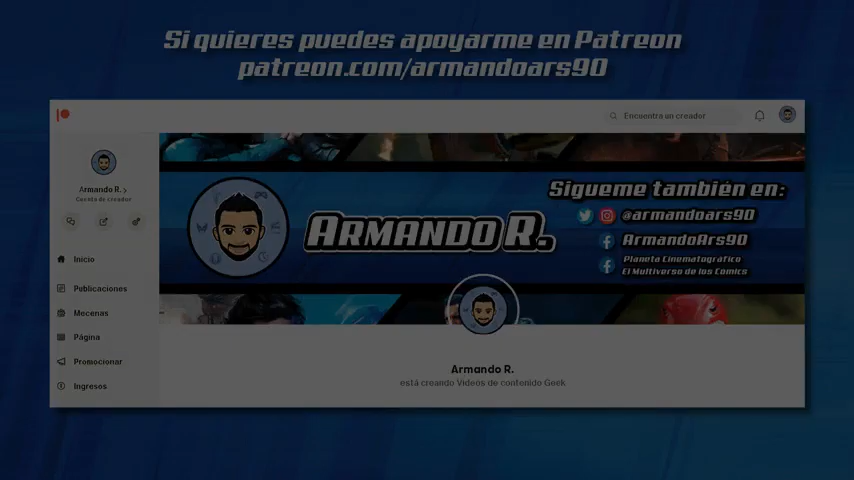 Si quieres puedes apoyarme en Patreon
patreon.com/armandoars90
Encuentra un creador
Armando R.
Cuenta de creador
Inicio
Publicaciones
Mecenas
Página
Promocionar
Ingresos
ARMANDO R.
Sigueme también en:
@armandoars90
ArmandoArs90
Planeta Cinematográfico
El Multiverso de los Comics
Armando R.
está creando Videos de contenido Geek